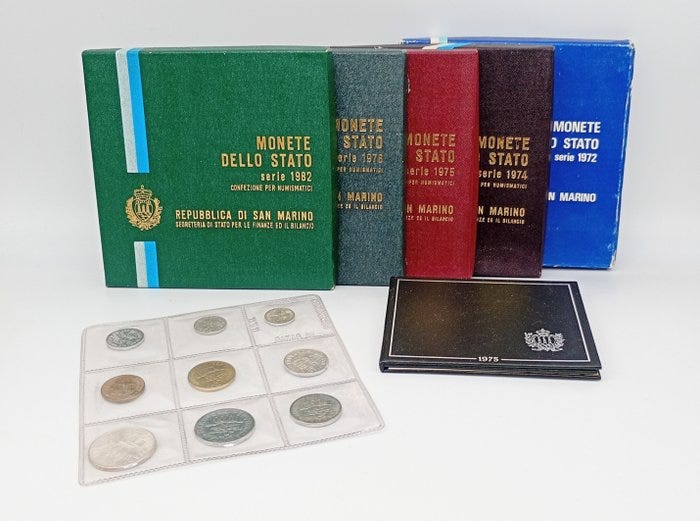 MONETE
DELLO STATO
serie 1982
CONFEZIONE PER NUMISMATICI
REPUBBLICA DI SAN MARINO
SEGRETERIA DI STATO PER LE FINANZE ED IL BILANCIO
MONETE
STATO
serie 1976
PER NUMISMATICI
MARINO
ED IL BILANCIO
MONETE
STATO
serie 1975
PER NUMISMATICI
MARINO
ED IL BILANCIO
MONETE
STATO
serie 1974
PER NUMISMATICI
MARINO
ED IL BILANCIO
MONETE
STATO
serie 1972
MARINO
1975